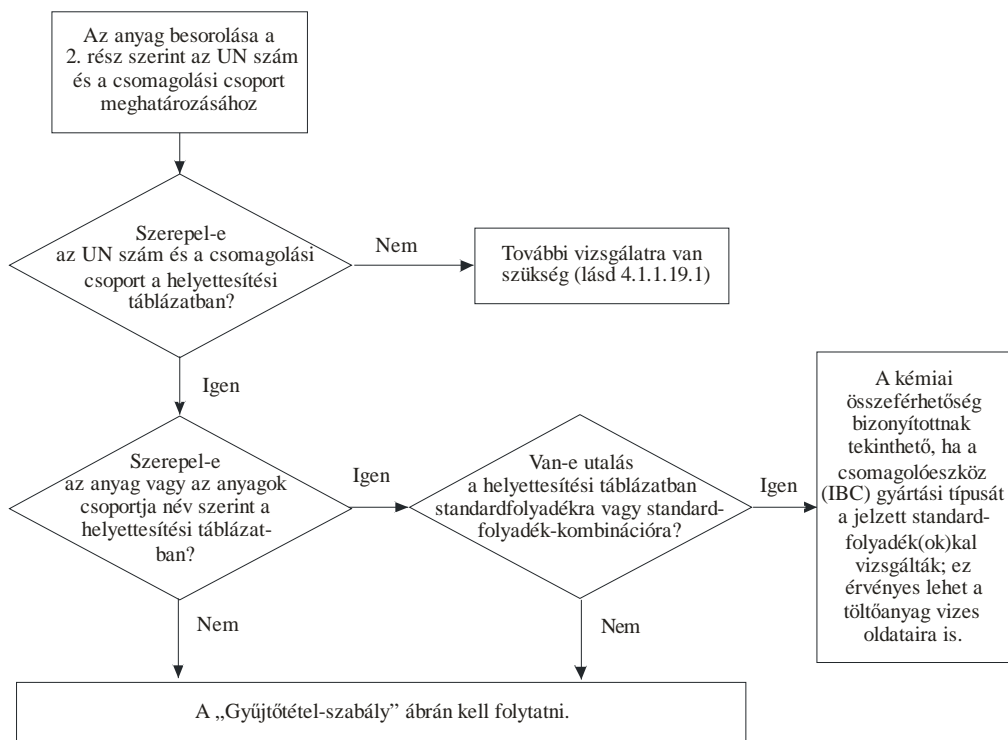 Az anyag besorolása a
2. rész szerint az UN szám
és a csomagolási csoport
meghatározásához
Szerepel-e
az UN szám és a csomagolási
csoport a helyettesítési
táblázatban?
Nem
További vizsgálatra van
szükség (lásd 4.1.1.19.1)
Igen
Szerepel-e
az anyag vagy az anyagok
csoportja név szerint a
helyettesítési táblázat-
ban?
Igen
Van-e utalás
a helyettesítési táblázatban
standardfolyadékra vagy standard-
folyadék-kombinációra?
Igen
A kémiai
összeférhetőség
bizonyítottnak
tekinthető, ha a
csomagolóeszköz
(IBC) gyártási típusát
a jelzett standard-
folyadék(ok)kal
vizsgálták; ez
érvényes lehet a
töltőanyag vizes
oldataira is.
Nem
Nem
A „Gyűjtőtétel-szabály” ábrán kell folytatni.